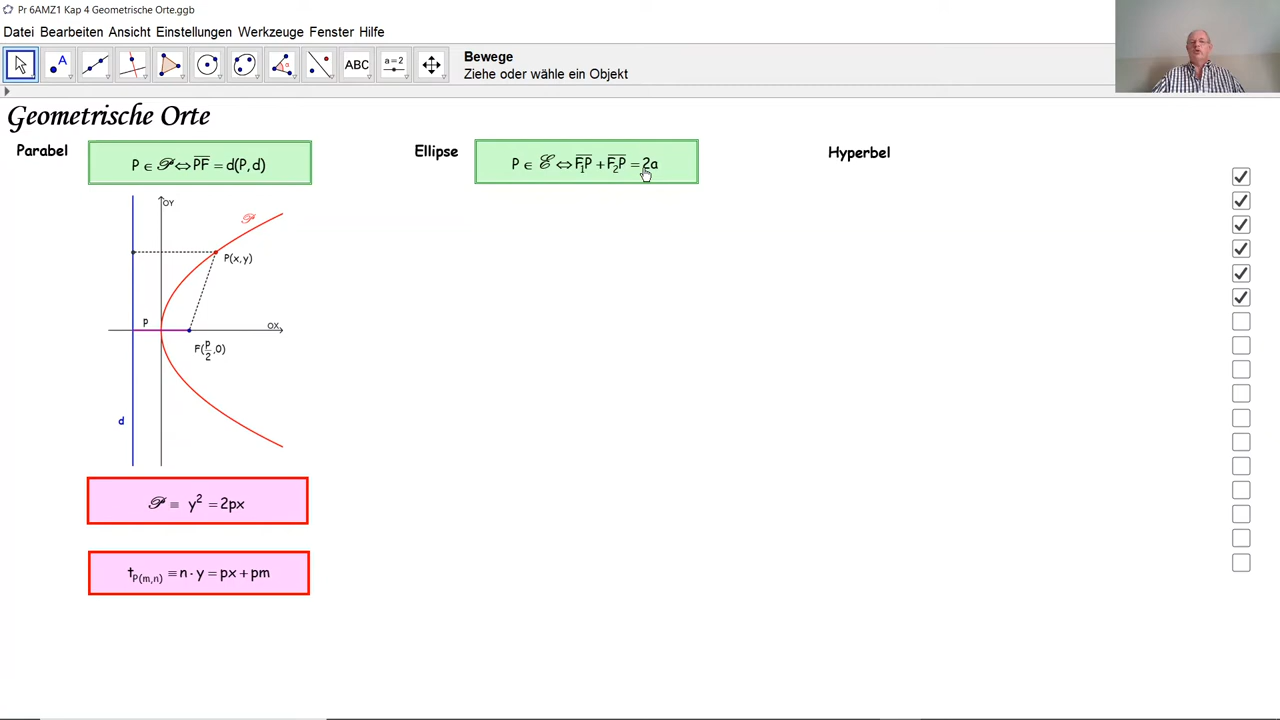 Pr 6AMZ1 Kap 4 Geometrische Orte.ggb
Datei Bearbeiten Ansicht Einstellungen Werkzeuge Fenster Hilfe
A
ABC
a=2
Bewege
Ziehe oder wähle ein Objekt
Geometrische Orte
Parabel
P ∈ 𝒫 ⇔ PF = d(P, d)
Ellipse
P ∈ ℰ ⇔ F₁P + F₂P = 2a
Hyperbel
OY
𝒫
P(x,y)
p
OX
F(p/2,0)
d
𝒫 ≡ y² = 2px
t_P(m,n) ≡ n · y = px + pm